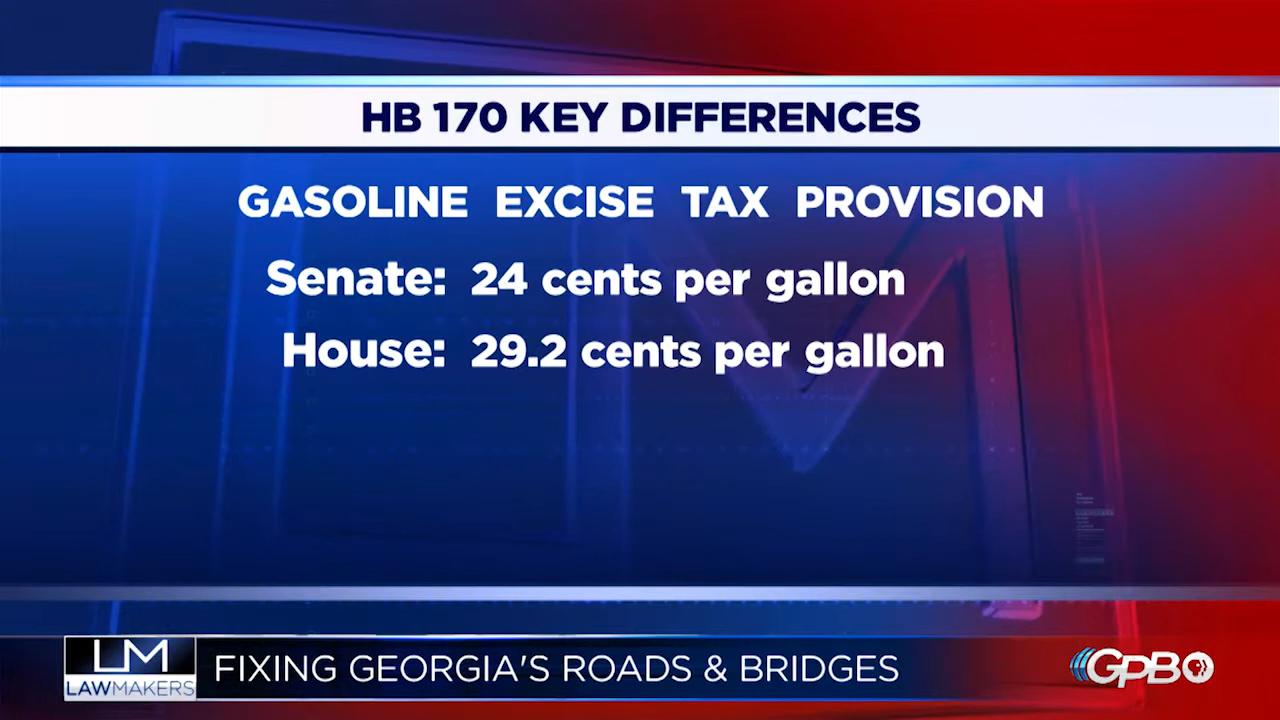 HB 170 KEY DIFFERENCES
GASOLINE EXCISE TAX PROVISION
Senate: 24 cents per gallon
House: 29.2 cents per gallon
LM
LAWMAKERS
FIXING GEORGIA'S ROADS & BRIDGES
GPB